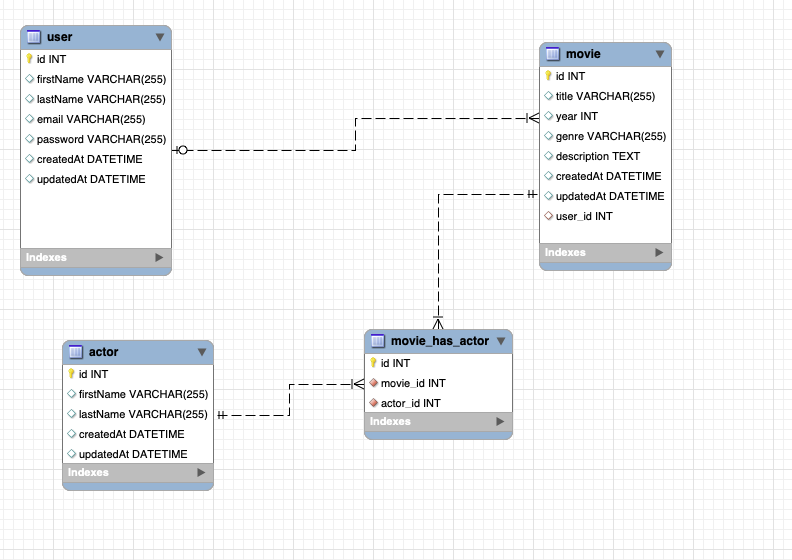 user
id INT
firstName VARCHAR(255)
lastName VARCHAR(255)
email VARCHAR(255)
password VARCHAR(255)
createdAt DATETIME
updatedAt DATETIME
Indexes
movie
id INT
title VARCHAR(255)
year INT
genre VARCHAR(255)
description TEXT
createdAt DATETIME
updatedAt DATETIME
user_id INT
Indexes
actor
id INT
firstName VARCHAR(255)
lastName VARCHAR(255)
createdAt DATETIME
updatedAt DATETIME
Indexes
movie_has_actor
id INT
movie_id INT
actor_id INT
Indexes